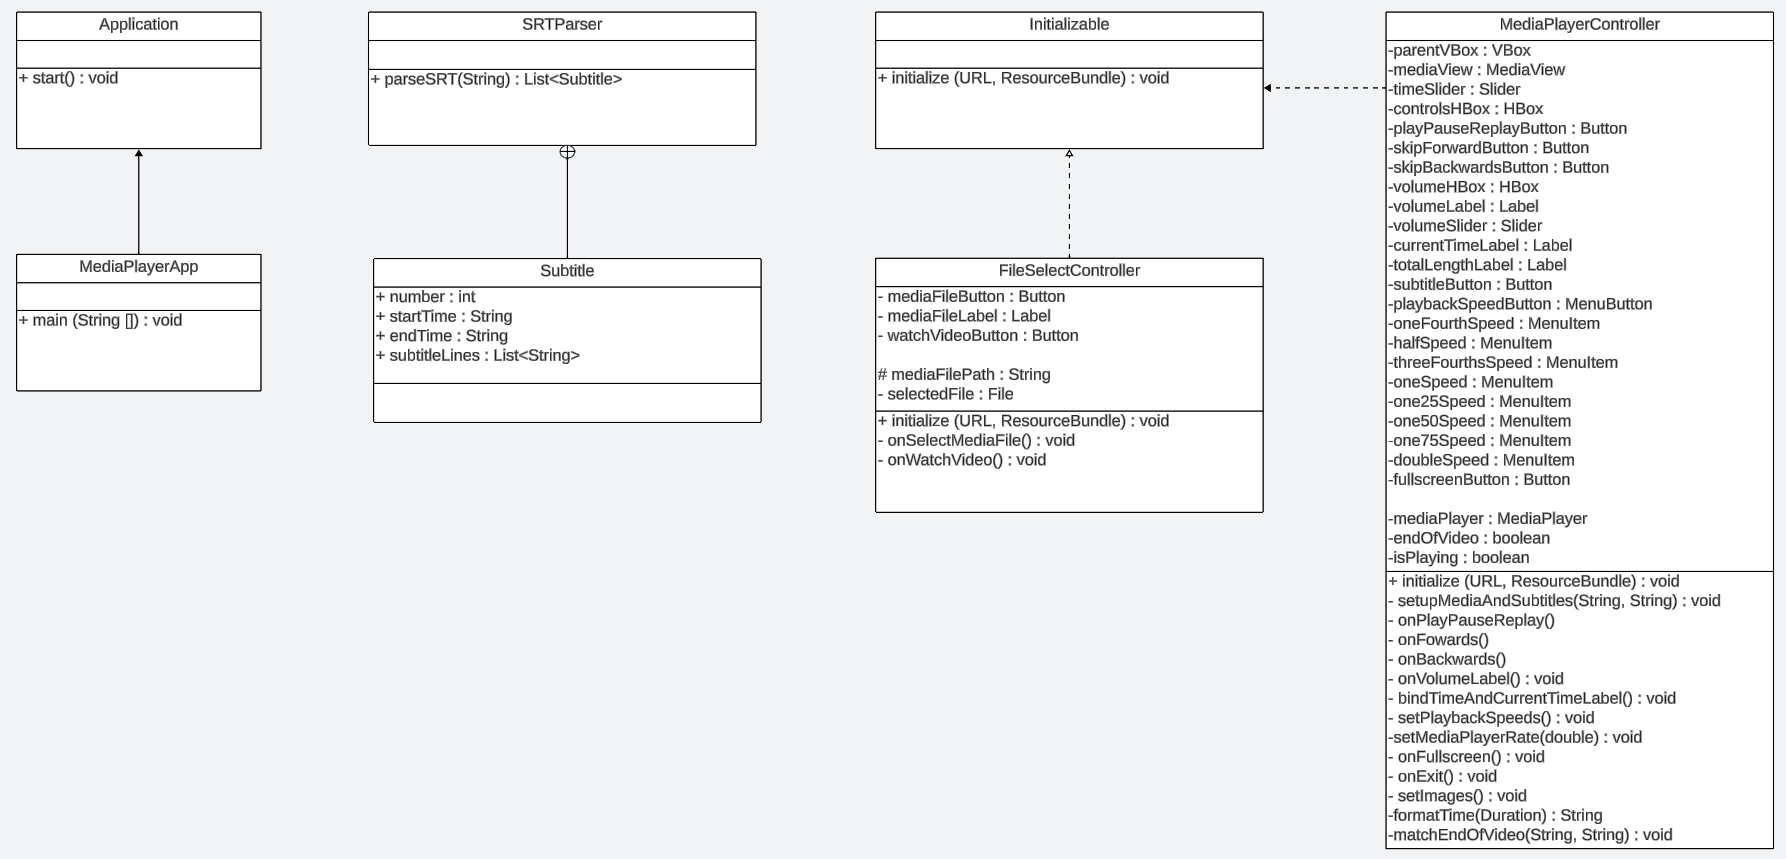 Application
+ start() : void
MediaPlayerApp
+ main (String []) : void
SRTParser
+ parseSRT(String) : List<Subtitle>
Subtitle
+ number : int
+ startTime : String
+ endTime : String
+ subtitleLines : List<String>
Initializable
+ initialize (URL, ResourceBundle) : void
FileSelectController
- mediaFileButton : Button
- mediaFileLabel : Label
- watchVideoButton : Button
# mediaFilePath : String
- selectedFile : File
+ initialize (URL, ResourceBundle) : void
- onSelectMediaFile() : void
- onWatchVideo() : void
MediaPlayerController
-parentVBox : VBox
-mediaView : MediaView
-timeSlider : Slider
-controlsHBox : HBox
-playPauseReplayButton : Button
-skipForwardButton : Button
-skipBackwardsButton : Button
-volumeHBox : HBox
-volumeLabel : Label
-volumeSlider : Slider
-currentTimeLabel : Label
-totalLengthLabel : Label
-subtitleButton : Button
-playbackSpeedButton : MenuButton
-oneFourthSpeed : MenuItem
-halfSpeed : MenuItem
-threeFourthsSpeed : MenuItem
-oneSpeed : MenuItem
-one25Speed : MenuItem
-one50Speed : MenuItem
-one75Speed : MenuItem
-doubleSpeed : MenuItem
-fullscreenButton : Button
-mediaPlayer : MediaPlayer
-endOfVideo : boolean
-isPlaying : boolean
+ initialize (URL, ResourceBundle) : void
- setupMediaAndSubtitles(String, String) : void
- onPlayPauseReplay()
- onFowards()
- onBackwards()
- onVolumeLabel() : void
- bindTimeAndCurrentTimeLabel() : void
- setPlaybackSpeeds() : void
-setMediaPlayerRate(double) : void
- onFullscreen() : void
- onExit() : void
- setImages() : void
-formatTime(Duration) : String
-matchEndOfVideo(String, String) : void